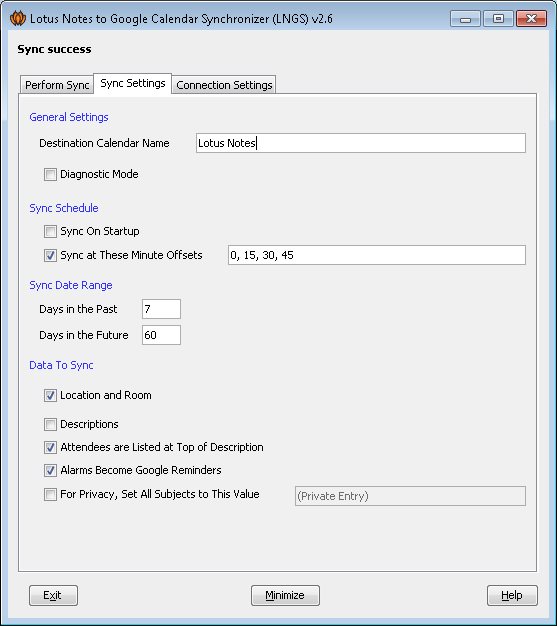 Lotus Notes to Google Calendar Synchronizer (LNGS) v2.6
Sync success
Perform Sync Sync Settings Connection Settings
General Settings
Destination Calendar Name Lotus Notes
Diagnostic Mode
Sync Schedule
Sync On Startup
Sync at These Minute Offsets 0, 15, 30, 45
Sync Date Range
Days in the Past 7
Days in the Future 60
Data To Sync
Location and Room
Descriptions
Attendees are Listed at Top of Description
Alarms Become Google Reminders
For Privacy, Set All Subjects to This Value (Private Entry)
Exit Minimize Help